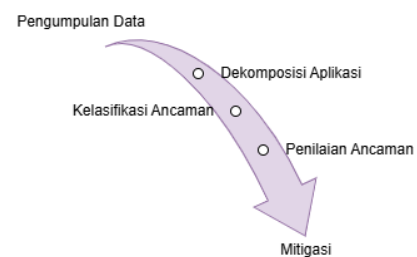 Pengumpulan Data
Dekomposisi Aplikasi
Kelasifikasi Ancaman
Penilaian Ancaman
Mitigasi